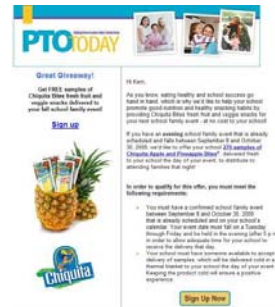 PTO TODAY
Great Giveaway!
Get FREE samples of
Chiquita Bites fresh fruit and
veggie snacks delivered to
your fall school family event!
Sign up
Chiquita
Hi Kern,
As you know, eating healthy and school success go
hand in hand, which is why we'd like to help your school
promote good nutrition and healthy snacking habits by
providing Chiquita Bites fresh fruit and veggie snacks for
your next school family event - at no cost to your school!
If you have an evening school family event that is already
scheduled and falls between September 8 and October
30, 2009, we'd like to offer your school 270 samples of
Chiquita Apple and Pineapple Bites, delivered fresh
to your school the day of your event, to distribute to
attending families that night!
In order to qualify for this offer, you must meet the
following requirements:
You must have a confirmed school family event
between September 8 and October 30, 2009
that is already scheduled and on your school's
calendar. Your event date must fall on a Tuesday
through Friday and be held in the evening
in order to allow adequate time for your school to
receive the delivery that day.
Your school must have someone available to accept
delivery of samples, which will be delivered cold in a
thermal blanket to your school the day of your event.
Keeping the product cold will ensure a positive
experience.
Sign Up Now